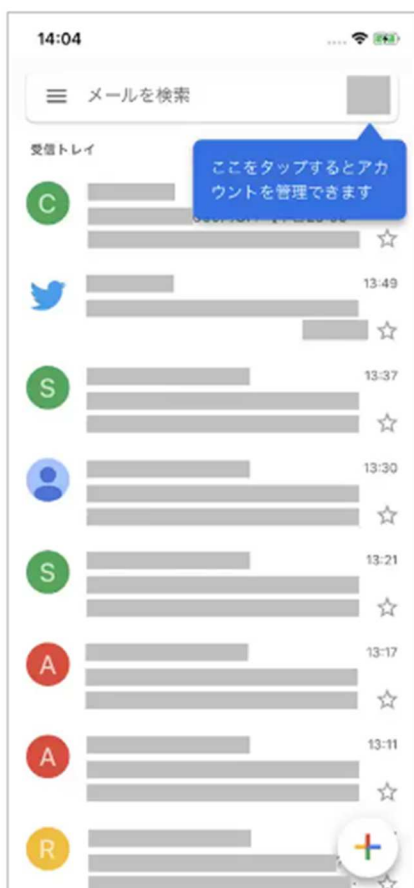 14:04
メールを検索
受信トレイ
ここをタップするとアカ
ウントを管理できます
C
13:49
S
13:37
13:30
S
13:21
A
13:17
A
13:11
R